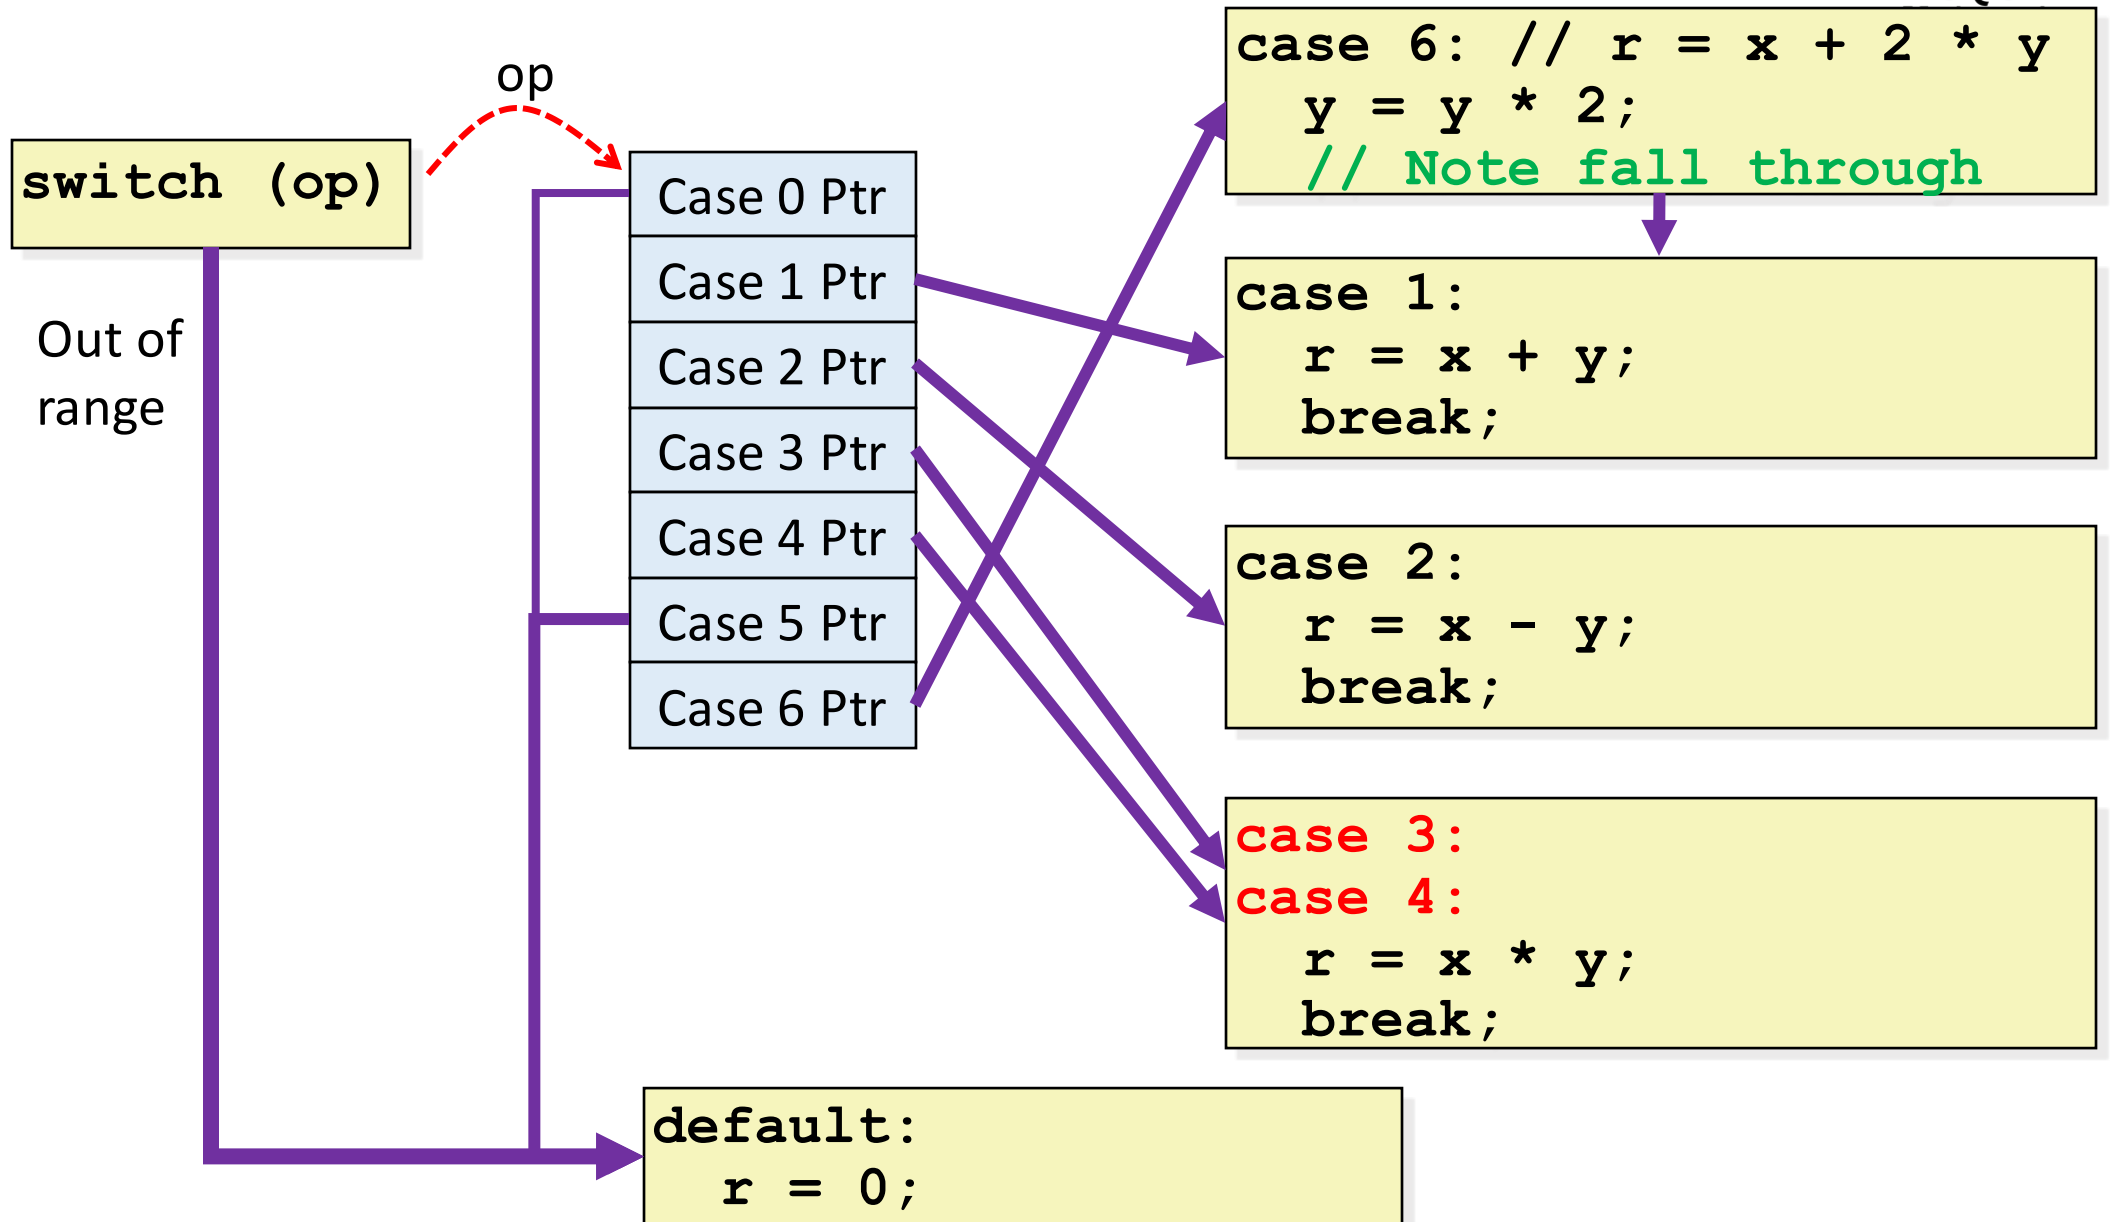 op
switch (op)
Out of
range
Case 0 Ptr
Case 1 Ptr
Case 2 Ptr
Case 3 Ptr
Case 4 Ptr
Case 5 Ptr
Case 6 Ptr
case 6: // r = x + 2 * y
y = y * 2;
// Note fall through
case 1:
r = x + y;
break;
case 2:
r = x - y;
break;
case 3:
case 4:
r = x * y;
break;
default:
r = 0;